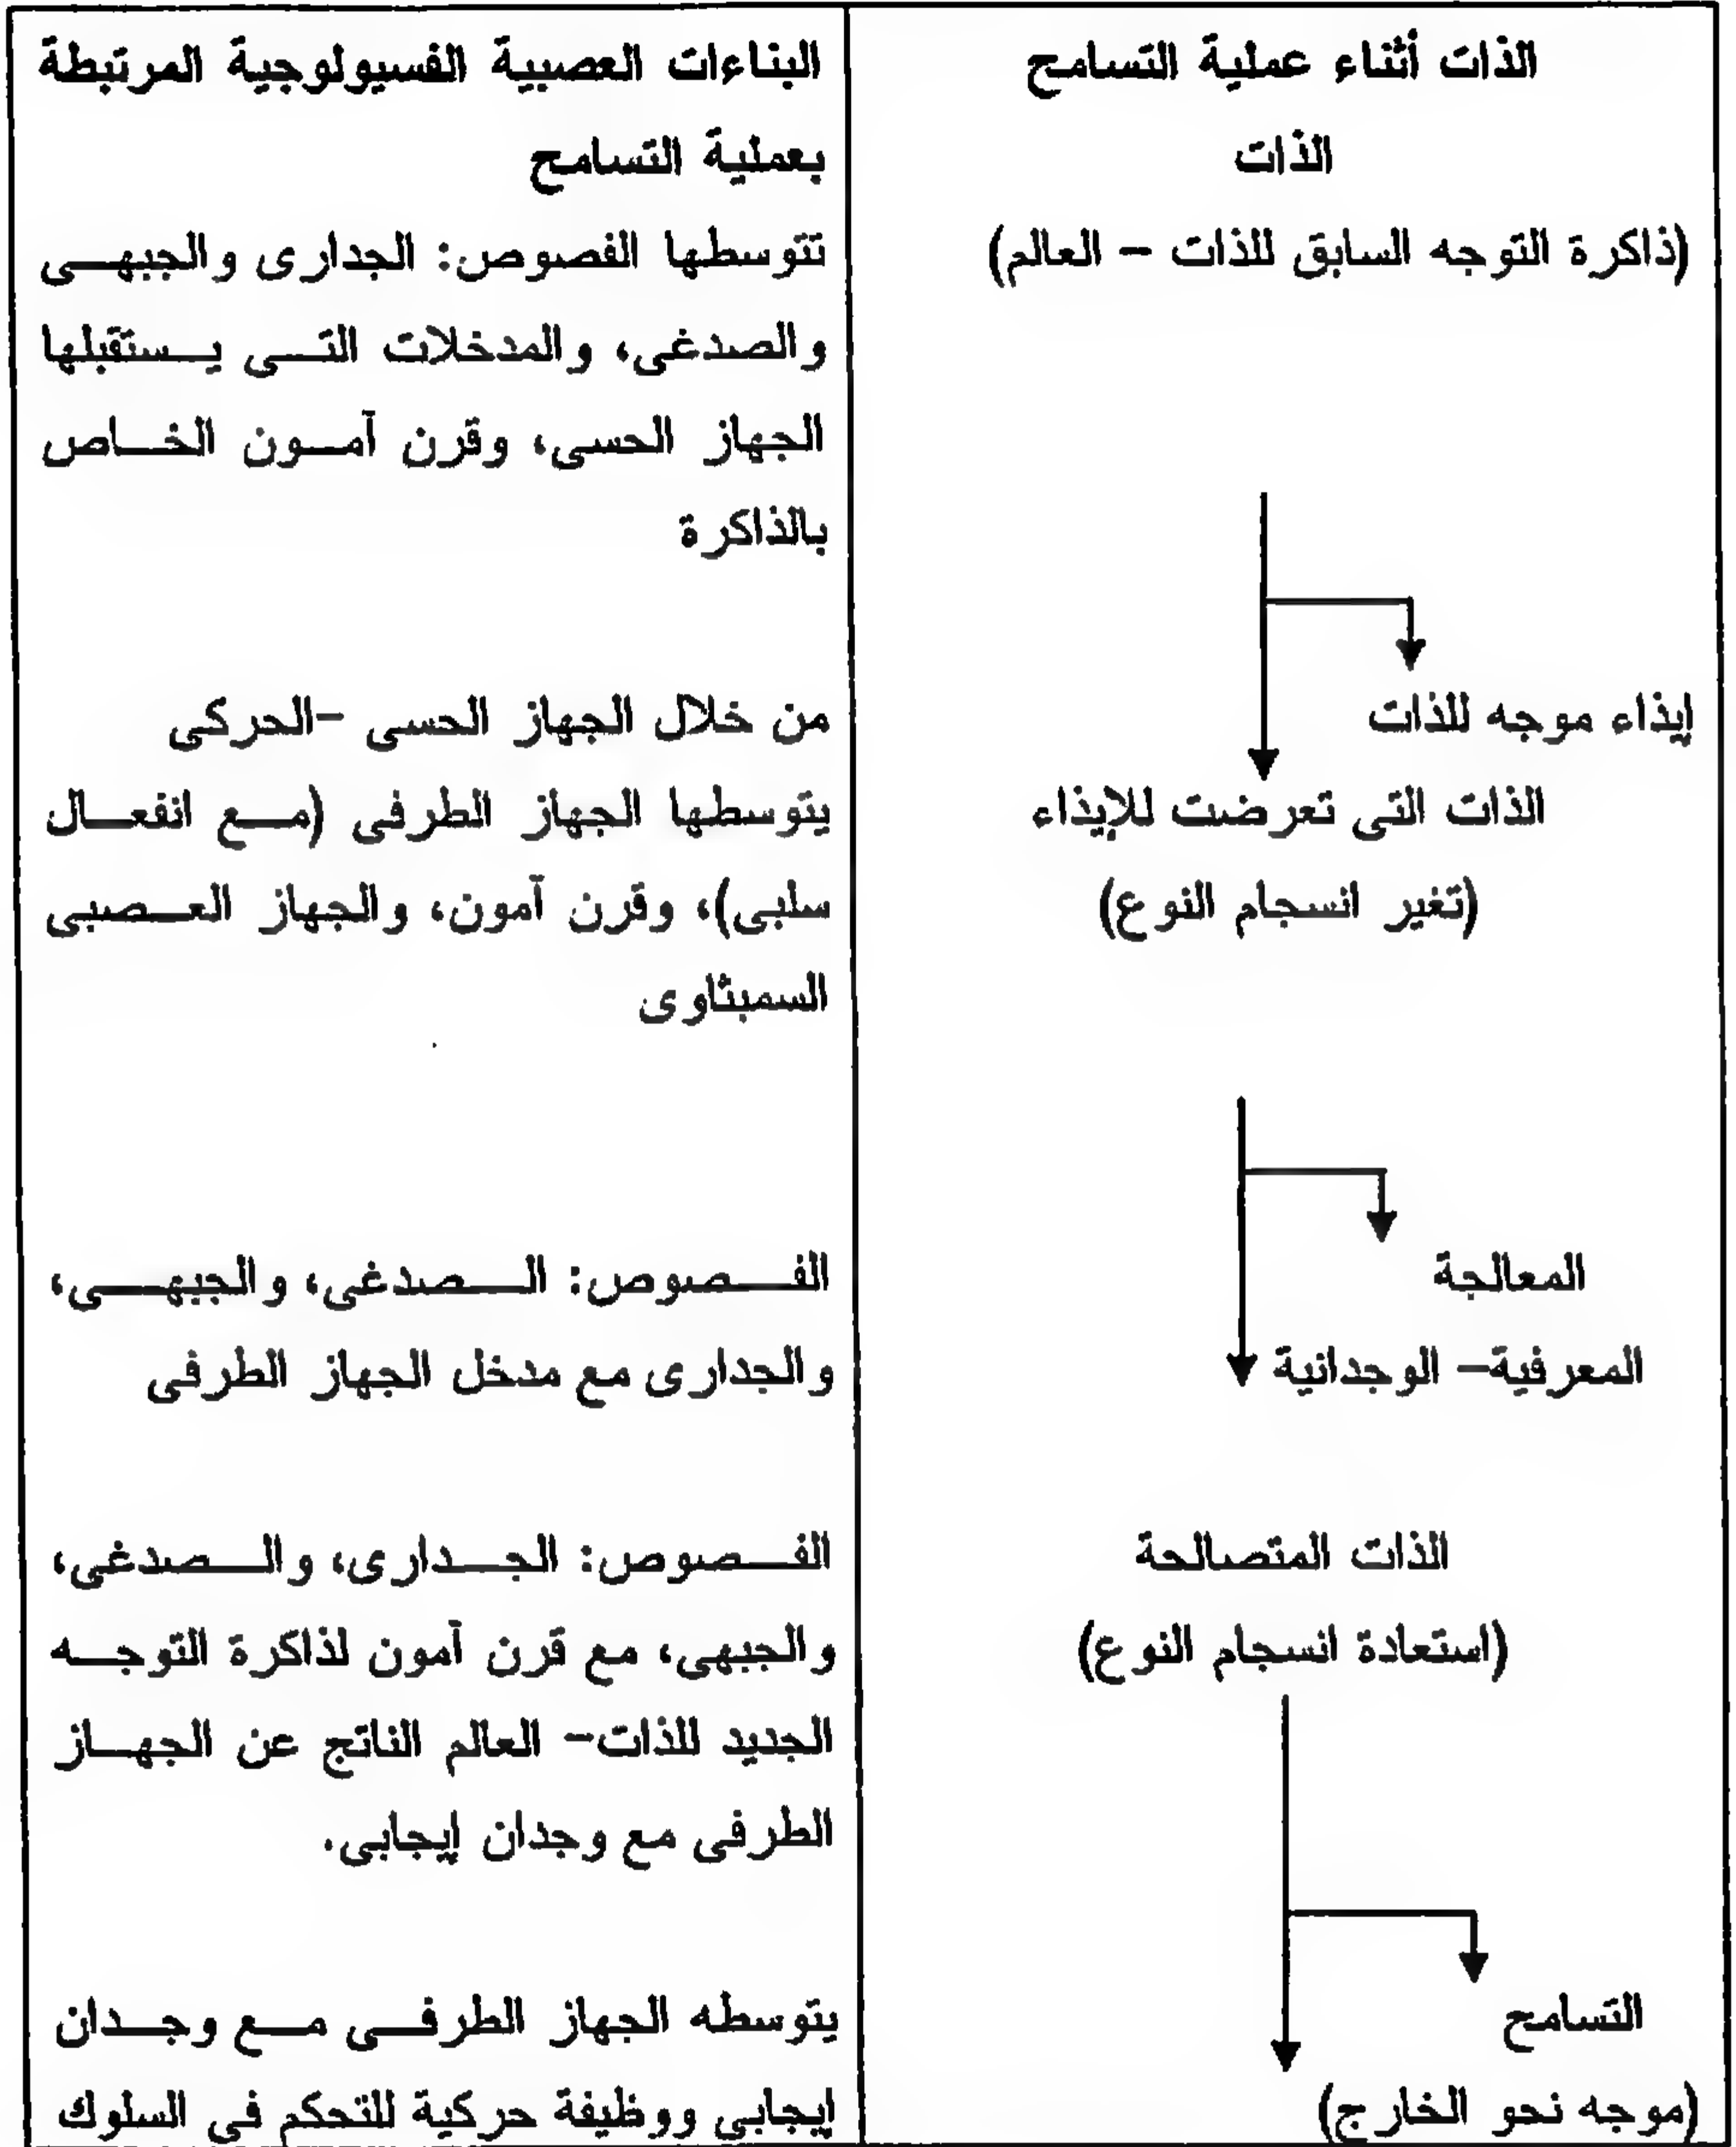 الذات أثناء عملية التسامح
الذات
(ذاكرة التوجه السابق للذات – العالم)
إيذاء موجه للذات
الذات التى تعرضت للإيذاء
(تغير انسجام النوع)
المعالجة
المعرفية– الوجدانية
الذات المتصالحة
(استعادة انسجام النوع)
التسامح
(موجه نحو الخارج)
البناءات العصبية الفسيولوجية المرتبطة
بعملية التسامح
تتوسطها الفصوص: الجدارى والجبهى
والصدغى، والمدخلات التى يستقبلها
الجهاز الحسى، وقرن آمون الخاص
بالذاكرة
من خلال الجهاز الحسى –الحركى
يتوسطها الجهاز الطرفى (مع انفعال
سلبى)، وقرن آمون، والجهاز العصبى
السمبثاوى
الفصوص: الصدغى، والجبهى،
والجدارى مع مدخل الجهاز الطرفى
الفصوص: الجدارى، والصدغى،
والجبهى، مع قرن آمون لذاكرة التوجه
الجديد للذات– العالم الناتج عن الجهاز
الطرفى مع وجدان إيجابى.
يتوسطه الجهاز الطرفى مع وجدان
إيجابى ووظيفة حركية للتحكم فى السلوك